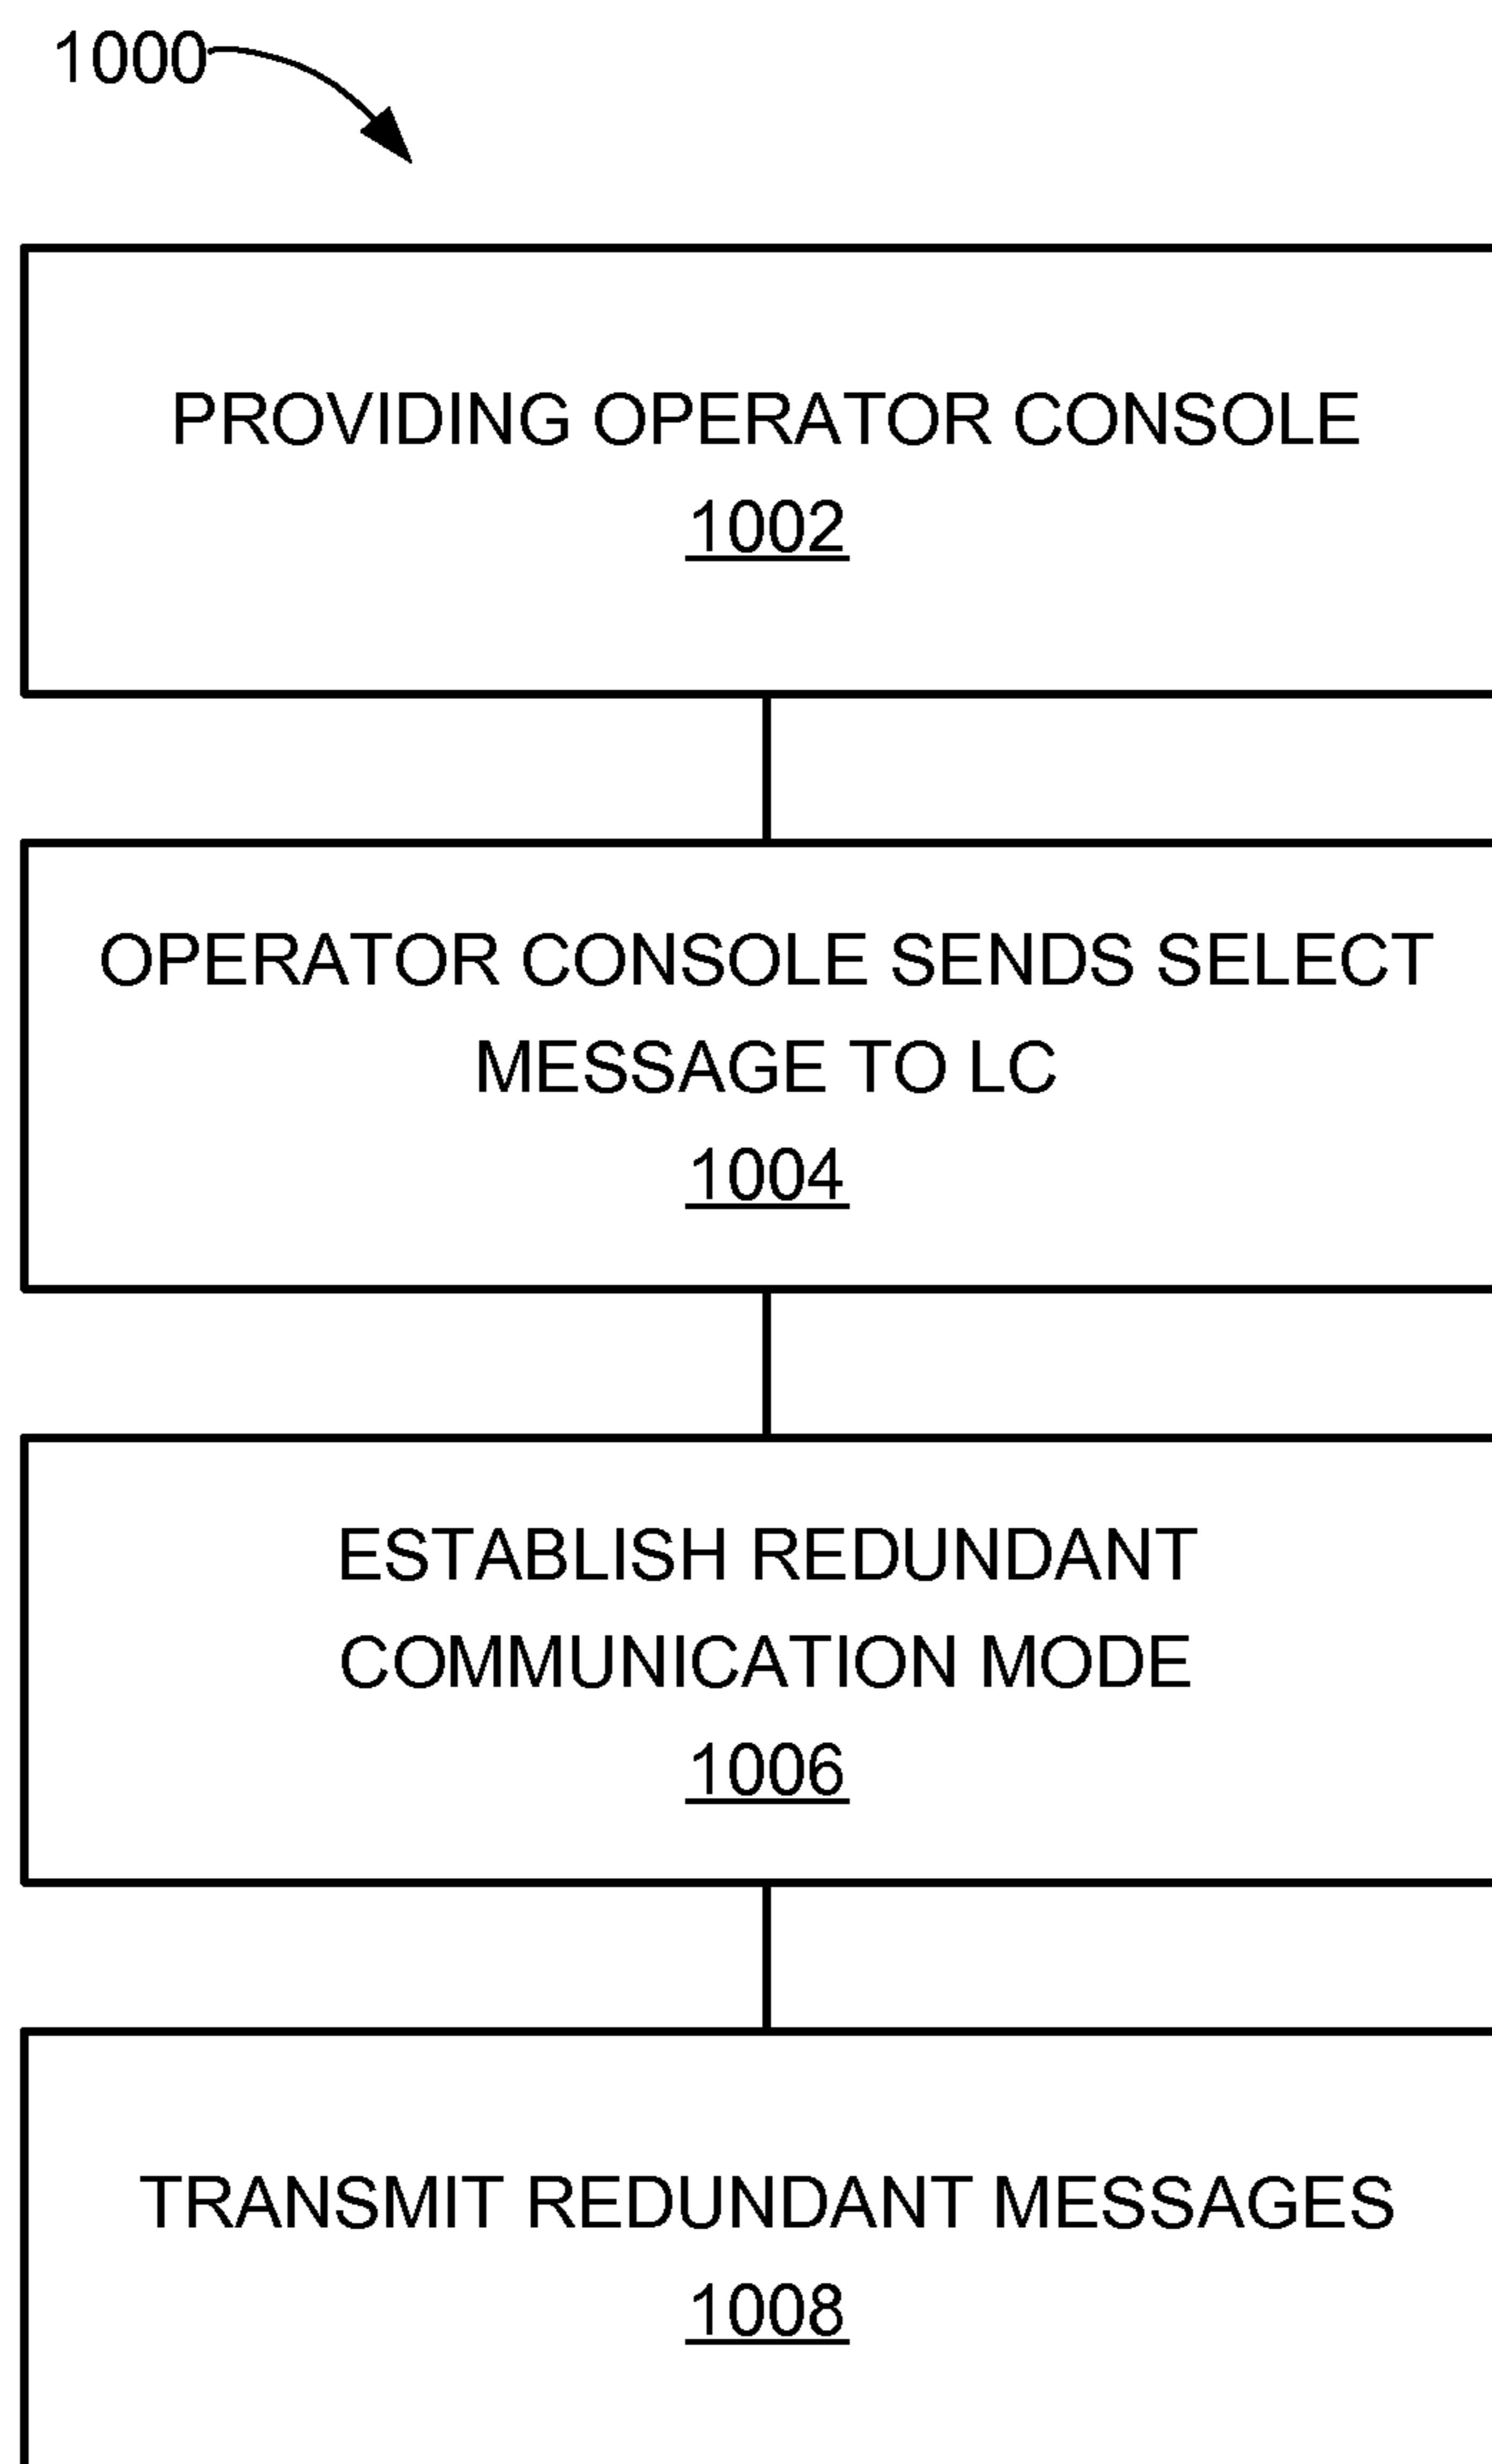 1000
PROVIDING OPERATOR CONSOLE
1002
OPERATOR CONSOLE SENDS SELECT
MESSAGE TO LC
1004
ESTABLISH REDUNDANT
COMMUNICATION MODE
1006
TRANSMIT REDUNDANT MESSAGES
1008